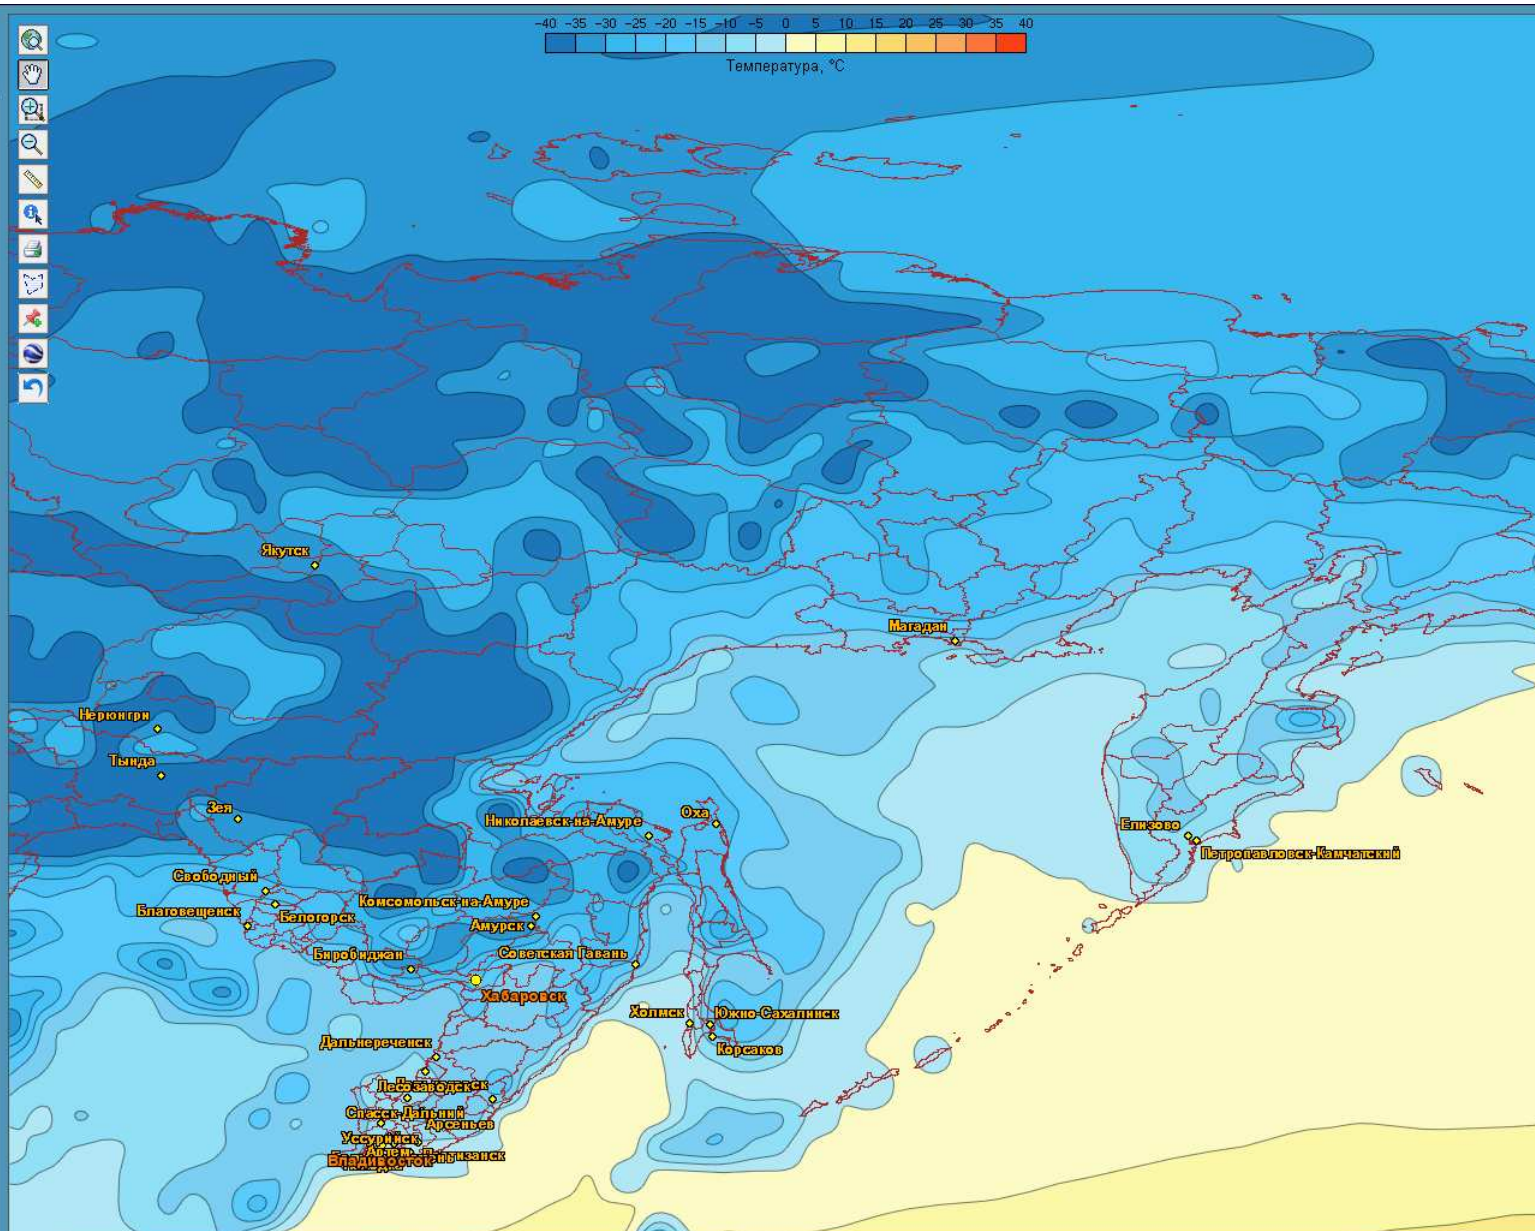 -40 -35 -30 -25 -20 -15 -10 -5 0 5 10 15 20 25 30 35 40
Температура, °C
Якутск
Магадан
Нерюнгри
Тында
Зея
Николаевск-на-Амуре
Оха
Елизово
Петропавловск-Камчатский
Свободный
Комсомольск-на-Амуре
Благовещенск
Белогорск
Амурск
Биробиджан
Советская Гавань
Хабаровск
Холмск
Южно-Сахалинск
Дальнереченск
Корсаков
Лесозаводск
Спасск-Дальний
Арсеньев
Уссурийск
Артем
Владивосток